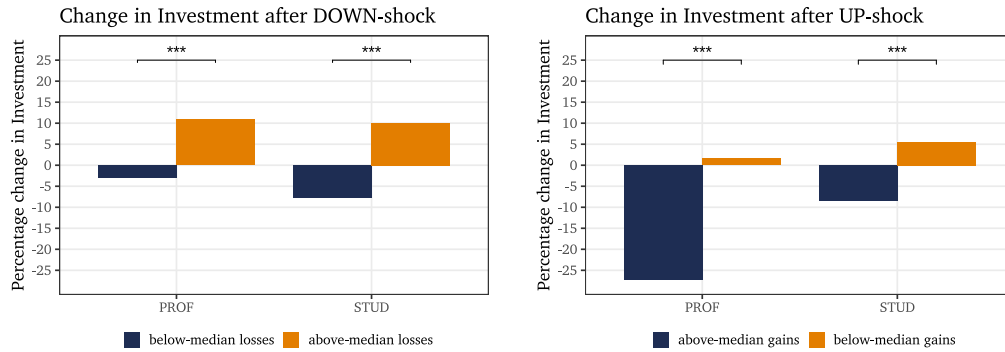 Change in Investment after DOWN-shock
Percentage change in Investment
25
20
15
10
5
0
-5
-10
-15
-20
-25
***
***
PROF
STUD
below-median losses
above-median losses
Change in Investment after UP-shock
Percentage change in Investment
25
20
15
10
5
0
-5
-10
-15
-20
-25
***
***
PROF
STUD
above-median gains
below-median gains